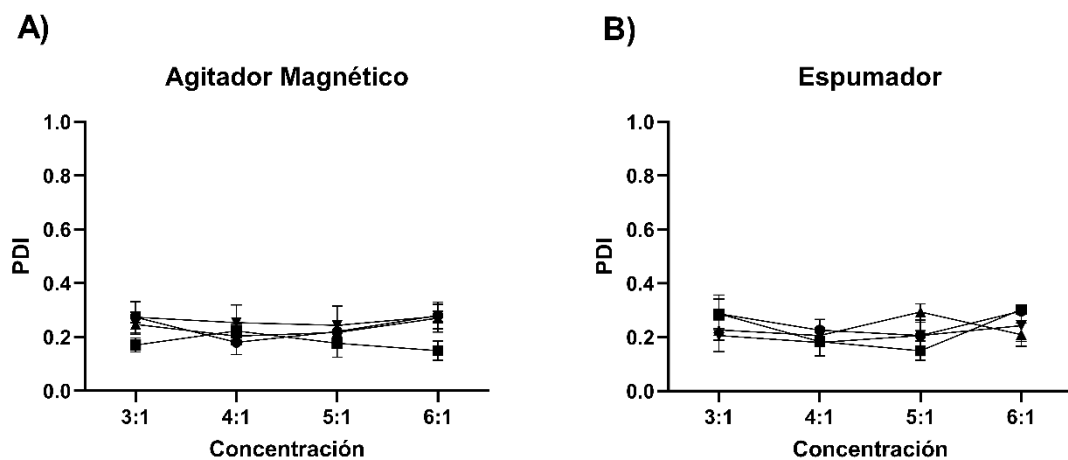 A)
Agitador Magnético
1.0
0.8
0.6
0.4
0.2
0.0
PDI
3:1 4:1 5:1 6:1
Concentración
B)
Espumador
1.0
0.8
0.6
0.4
0.2
0.0
PDI
3:1 4:1 5:1 6:1
Concentración